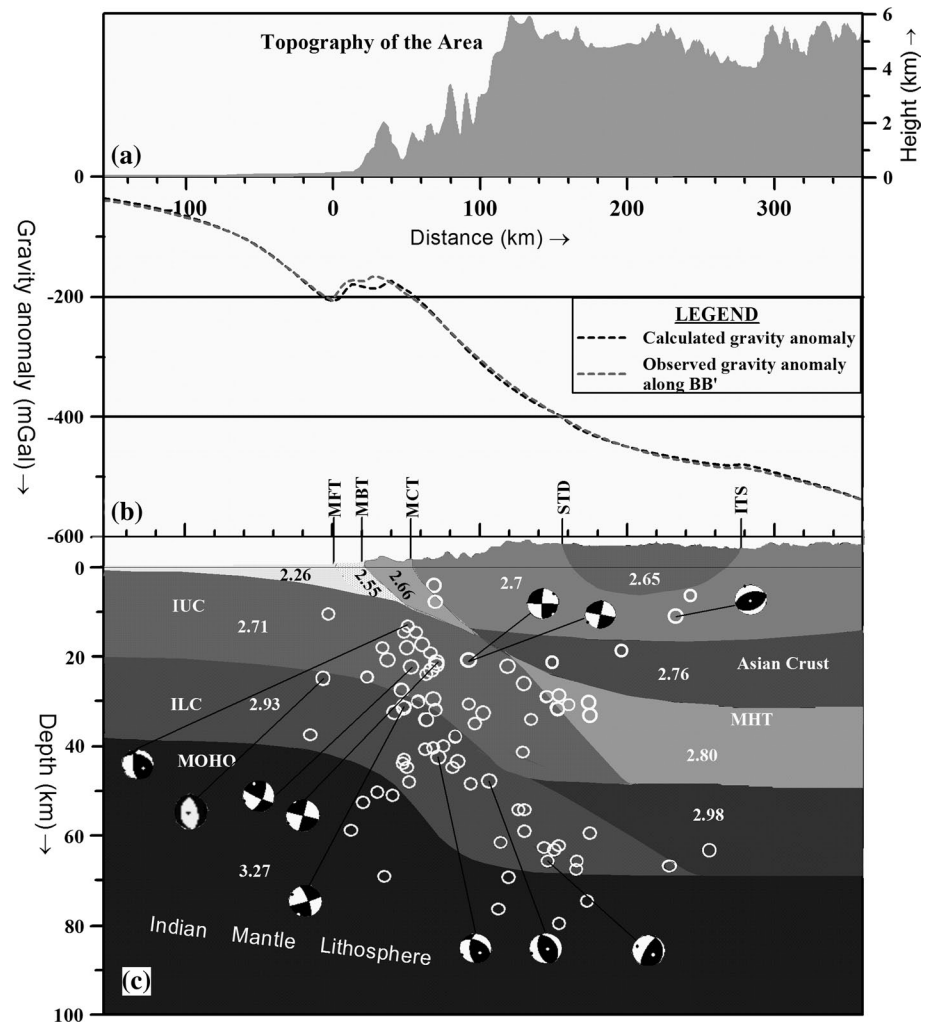 Topography of the Area
(a)
6
4
2
0
Height (km) →
0
-100
0
100
200
300
Distance (km) →
Gravity anomaly (mGal) →
-200
-400
-600
LEGEND
Calculated gravity anomaly
Observed gravity anomaly
along BB'
(b)
MFT
MBT
MCT
STD
ITS
0
20
40
60
80
100
Depth (km) →
2.26
2.55
2.66
2.7
2.65
IUC
2.71
2.76
Asian Crust
ILC
2.93
MHT
2.80
MOHO
2.98
3.27
Indian Mantle Lithosphere
(c)